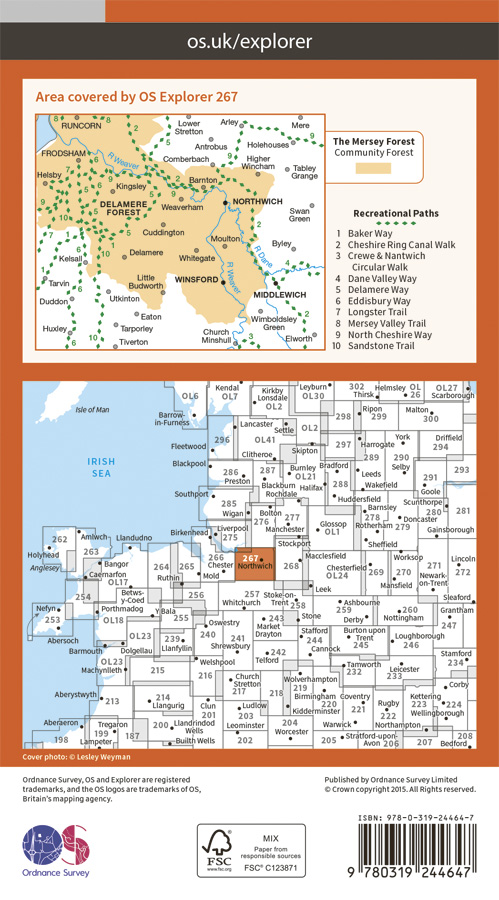 os.uk/explorer
Area covered by OS Explorer 267
RUNCORN
Lower
Stretton
Arley
Mere
Antrobus
Holehouses
FRODSHAM
R Weaver
Comberbach
Higher
Wincham
Helsby
Kingsley
Barnton
Tabley
Grange
DELAMERE
FOREST
Weaverham
NORTHWICH
Swan
Green
Cuddington
Moulton
Byley
Kelsall
Delamere
Whitegate
R Dane
Tarvin
Little
Budworth
WINSFORD
R Weaver
MIDDLEWICH
Duddon
Utkinton
Eaton
Wimboldsley
Green
Huxley
Tarporley
Tiverton
Church
Minshull
Elworth
The Mersey Forest
Community Forest
Recreational Paths
1 Baker Way
2 Cheshire Ring Canal Walk
3 Crewe & Nantwich
Circular Walk
4 Dane Valley Way
5 Delamere Way
6 Eddisbury Way
7 Longster Trail
8 Mersey Valley Trail
9 North Cheshire Way
10 Sandstone Trail
Isle of Man
IRISH
SEA
OL6
Barrow-
in-Furness
Kendal
OL7
Kirkby
Lonsdale
OL2
Leyburn
OL30
302
Thirsk
Helmsley
OL
26
OL27
Scarborough
298
Ripon
299
Malton
300
Lancaster
Settle
OL2
296
OL41
Fleetwood
Clitheroe
Skipton
297
Harrogate
York
290
Driffield
294
Blackpool
286
Preston
287
Burnley
OL21
Bradford
288
Leeds
289
Selby
291
293
Blackburn
Rochdale
Halifax
Wakefield
Goole
Southport
285
Huddersfield
Scunthorpe
280
281
Wigan
Bolton
276
277
Manchester
Barnsley
278
Doncaster
279
Rotherham
Gainsborough
Liverpool
275
Birkenhead
Glossop
OL1
Sheffield
Stockport
262
Holyhead
Anglesey
Amlwch
263
Llandudno
Bangor
Caernarfon
OL17
264
Ruthin
265
Mold
266
Chester
267
Northwich
268
Macclesfield
Chesterfield
OL24
269
Worksop
270
Mansfield
271
Newark-
on-Trent
Lincoln
272
254
Betws-
y-Coed
256
257
Whitchurch
Stoke-on-
Trent
258
Leek
Sleaford
Nefyn
253
Porthmadog
OL18
Y Bala
255
Oswestry
240
Stone
259
Ashbourne
Derby
260
Nottingham
Grantham
247
Abersoch
Barmouth
OL23
Dolgellau
239
Llanfyllin
241
Shrewsbury
243
Market
Drayton
Stafford
244
Burton upon
Trent
245
Loughborough
246
OL23
Machynlleth
215
Welshpool
242
Telford
Cannock
Tamworth
232
Leicester
233
Stamford
234
Aberystwyth
213
214
Llangurig
Clun
201
Church
Stretton
217
218
Wolverhampton
219
Birmingham
220
Coventry
221
Rugby
222
Kettering
223
Wellingborough
Corby
224
Aberaeron
198
Tregaron
199
Lampeter
187
200
Llandrindod
Wells
Builth Wells
Ludlow
203
Leominster
202
Kidderminster
204
Worcester
Warwick
205
Stratford-upon-
Avon
206
207
208
Bedford
Cover photo: © Lesley Weyman
Ordnance Survey, OS and Explorer are registered
trademarks, and the OS logos are trademarks of OS,
Britain's mapping agency.
Published by Ordnance Survey Limited
© Crown copyright 2015. All Rights reserved.
OS
Ordnance Survey
FSC
www.fsc.org
MIX
Paper from
responsible sources
FSC® C123871
ISBN: 978-0-319-24464-7
9 780319 244647